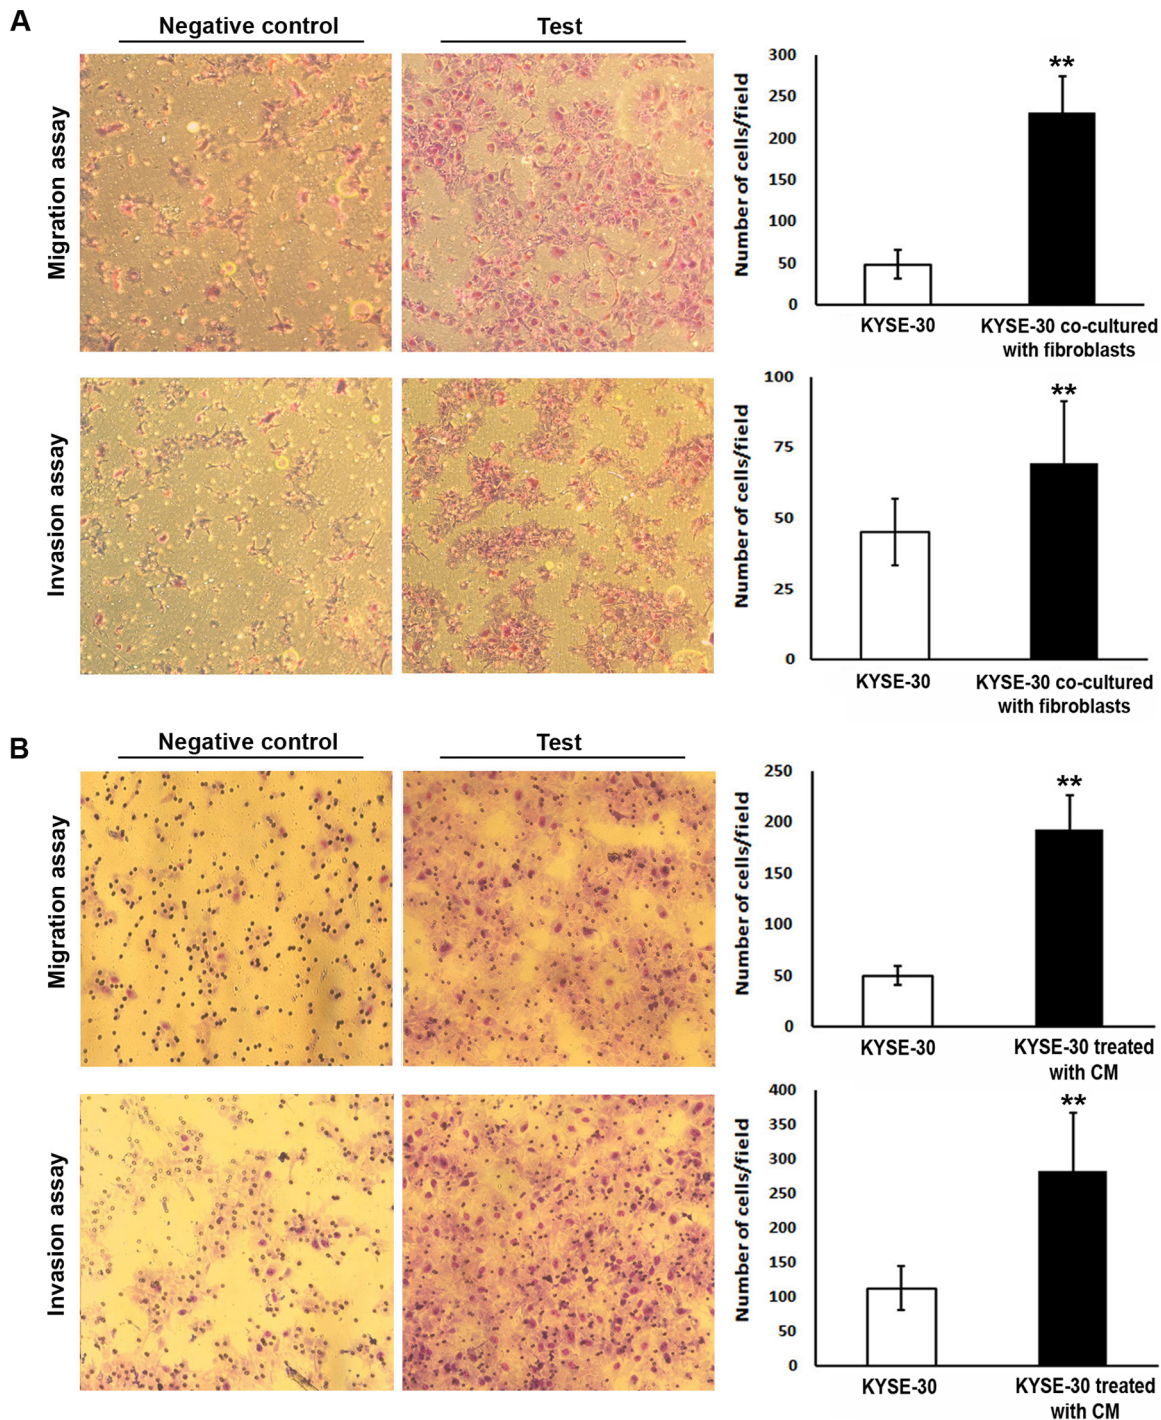 A
Negative control
Test
Migration assay
Number of cells/field
300
250
200
150
100
50
0
**
KYSE-30
KYSE-30 co-cultured
with fibroblasts
Invasion assay
Number of cells/field
100
75
50
25
0
**
KYSE-30
KYSE-30 co-cultured
with fibroblasts
B
Negative control
Test
Migration assay
Number of cells/field
250
200
150
100
50
0
**
KYSE-30
KYSE-30 treated
with CM
Invasion assay
Number of cells/field
400
350
300
250
200
150
100
50
0
**
KYSE-30
KYSE-30 treated
with CM